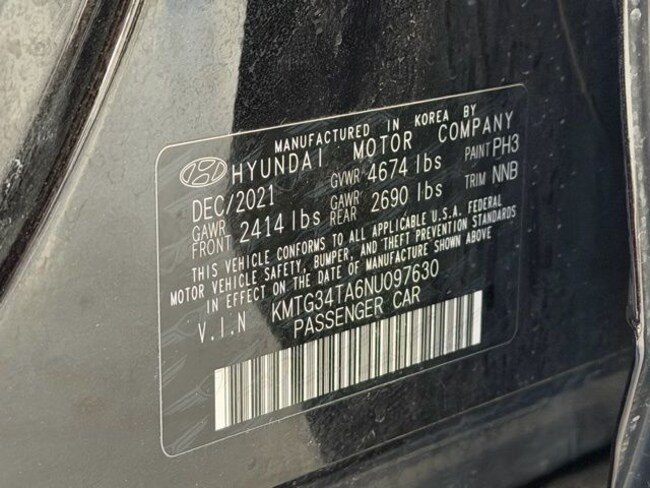 MANUFACTURED IN KOREA BY
HYUNDAI MOTOR COMPANY
DEC/2021 GVWR 4674 lbs PAINT PH3
GAWR FRONT 2414 lbs GAWR REAR 2690 lbs TRIM NNB
THIS VEHICLE CONFORMS TO ALL APPLICABLE U.S.A. FEDERAL
MOTOR VEHICLE SAFETY, BUMPER, AND THEFT PREVENTION STANDARDS
IN EFFECT ON THE DATE OF MANUFACTURE SHOWN ABOVE
V.I.N KMTG34TA6NU097630
PASSENGER CAR